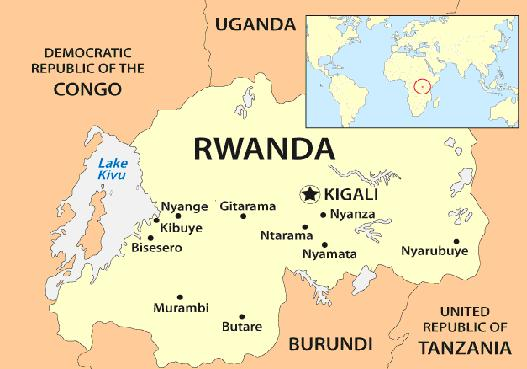 UGANDA
DEMOCRATIC
REPUBLIC OF THE
CONGO
RWANDA
Lake
Kivu
KIGALI
Nyange
Gitarama
Nyanza
Kibuye
Ntarama
Bisesero
Nyamata
Nyarubuye
Murambi
Butare
BURUNDI
UNITED
REPUBLIC OF
TANZANIA